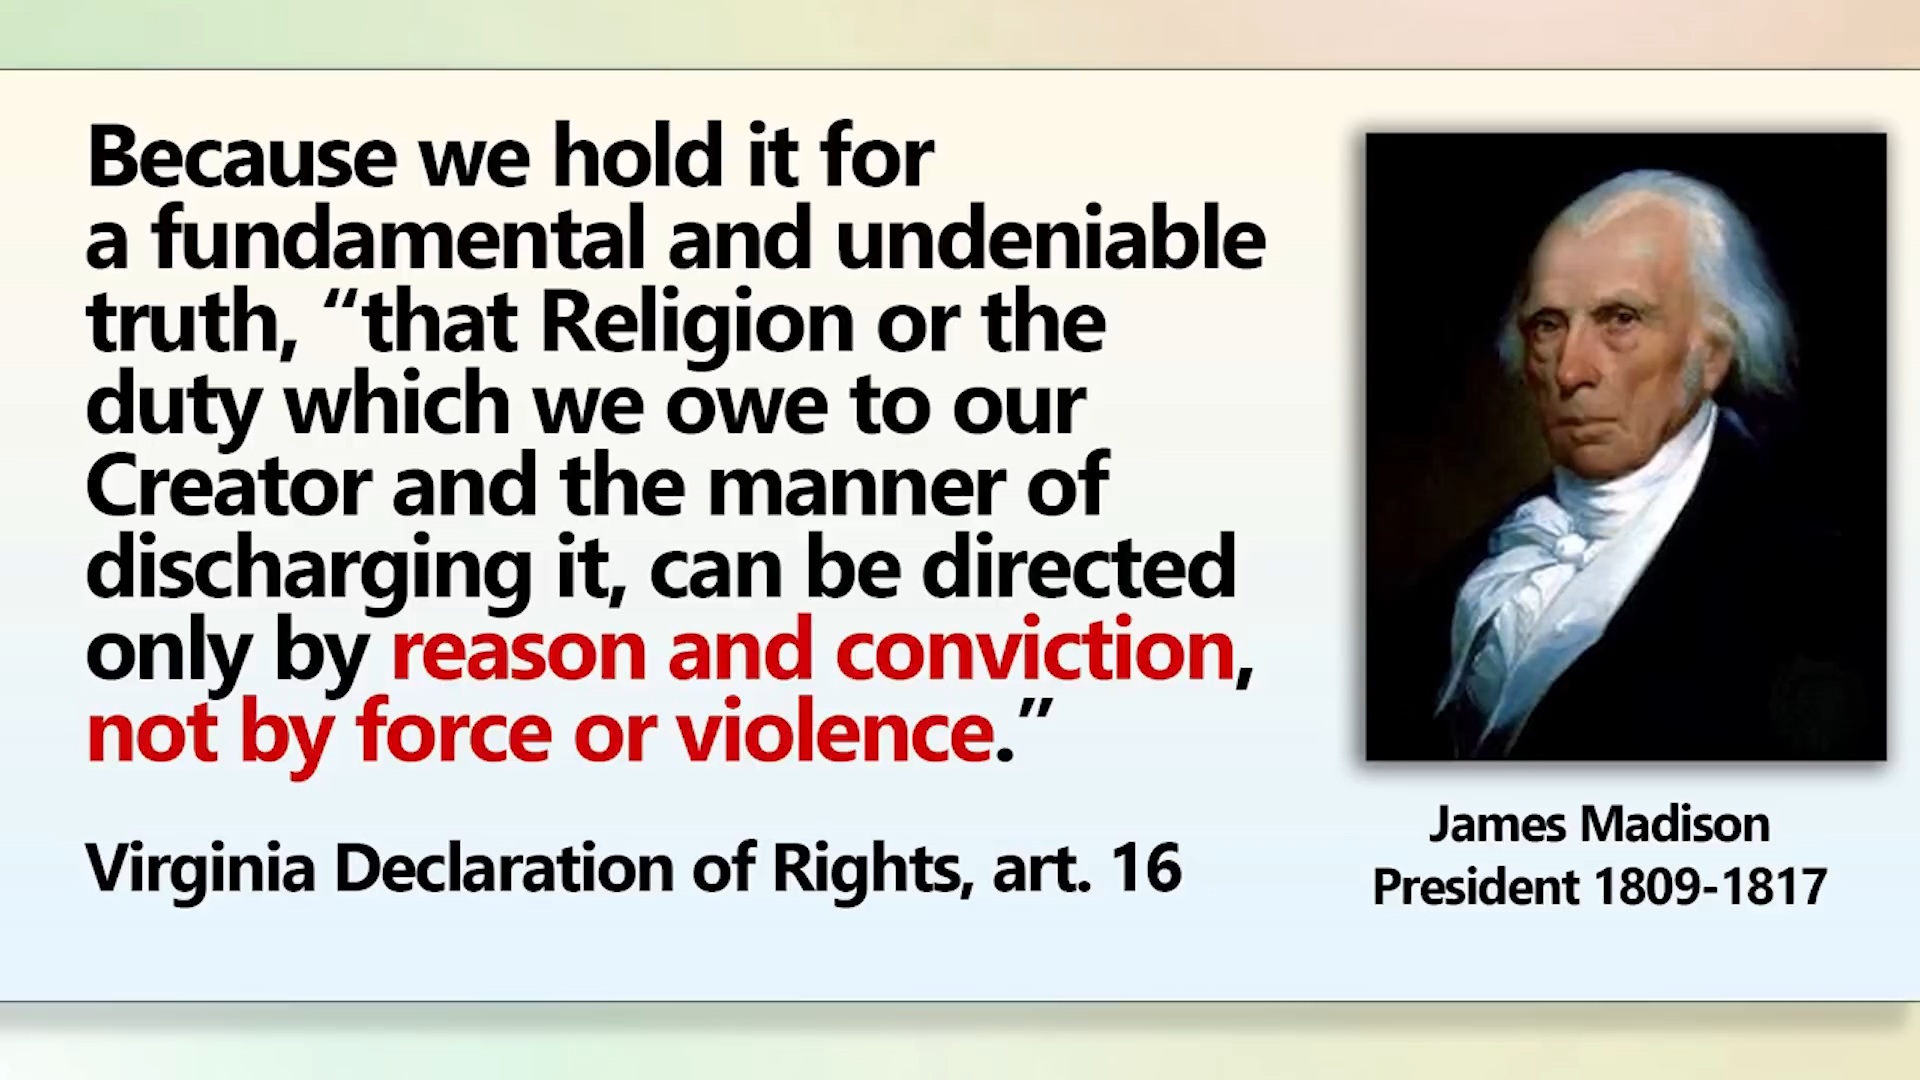 Because we hold it for
a fundamental and undeniable
truth, “that Religion or the
duty which we owe to our
Creator and the manner of
discharging it, can be directed
only by reason and conviction,
not by force or violence.”
Virginia Declaration of Rights, art. 16
James Madison
President 1809-1817